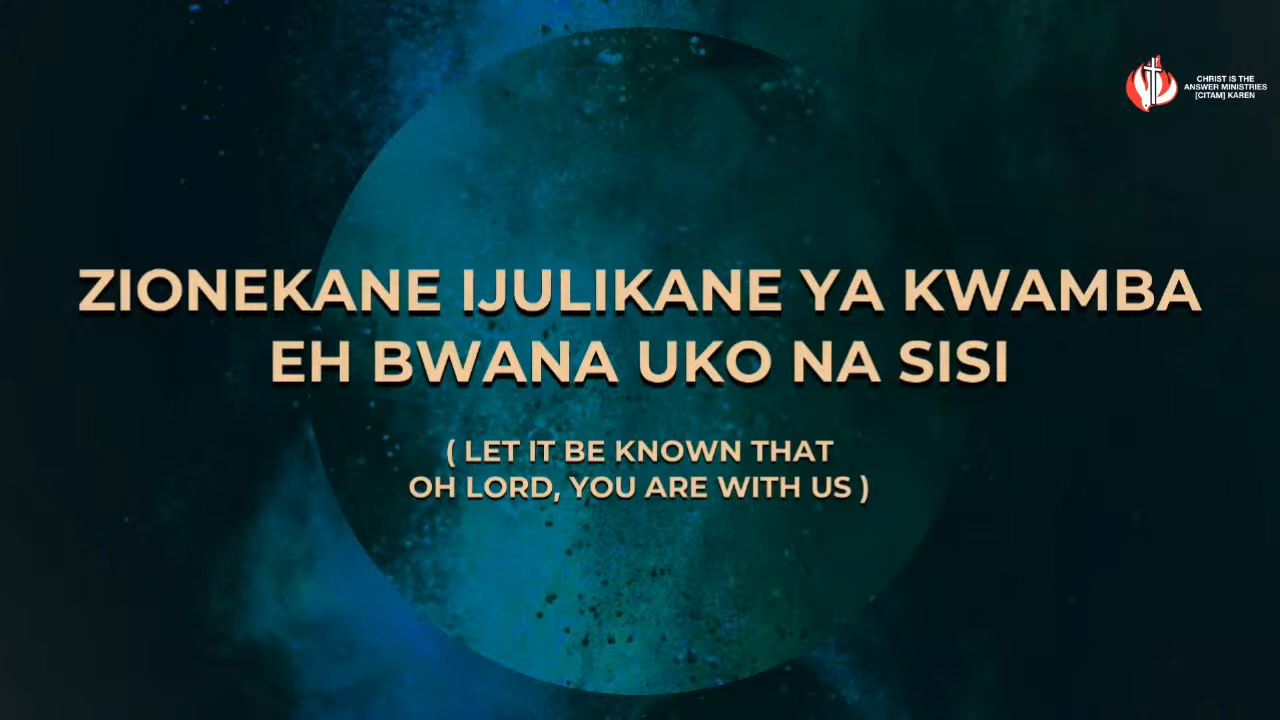 CHRIST IS THE
ANSWER MINISTRIES
[CITAM] KAREN
ZIONEKANE IJULIKANE YA KWAMBA
EH BWANA UKO NA SISI
( LET IT BE KNOWN THAT
OH LORD, YOU ARE WITH US )